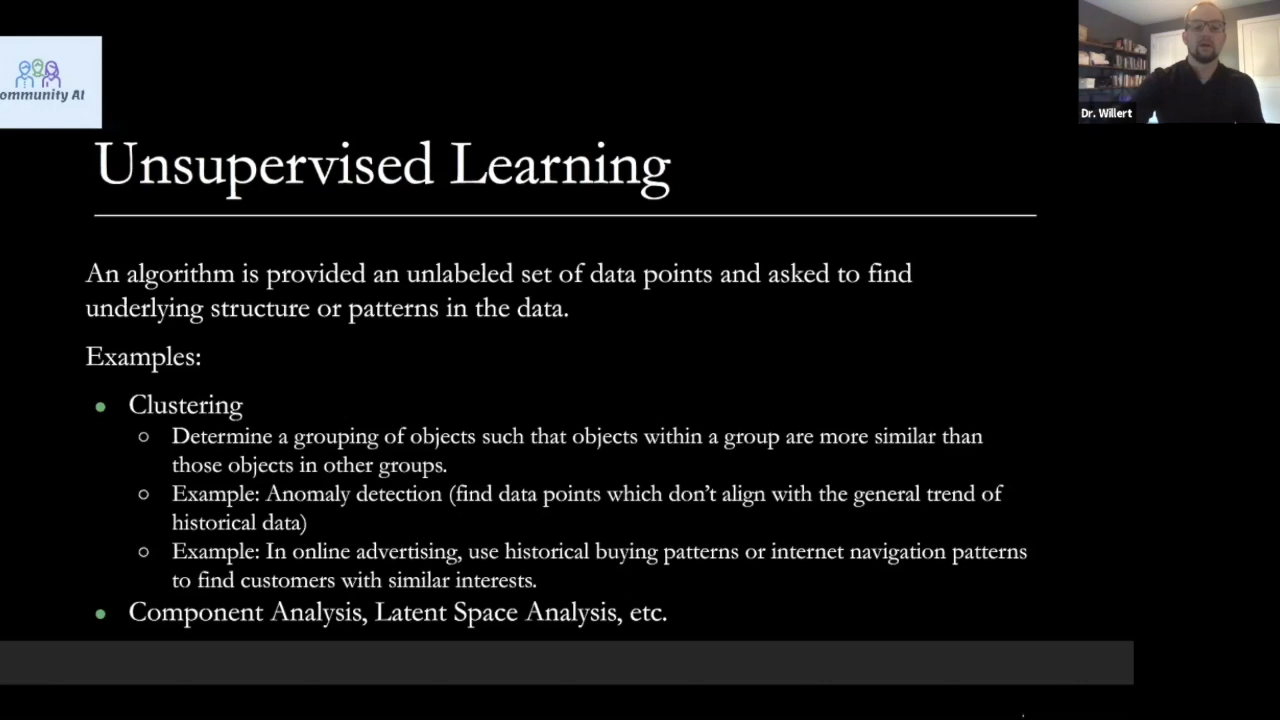 ommunity AI
Dr. Willert
Unsupervised Learning
An algorithm is provided an unlabeled set of data points and asked to find
underlying structure or patterns in the data.
Examples:
● Clustering
○ Determine a grouping of objects such that objects within a group are more similar than
those objects in other groups.
○ Example: Anomaly detection (find data points which don't align with the general trend of
historical data)
○ Example: In online advertising, use historical buying patterns or internet navigation patterns
to find customers with similar interests.
● Component Analysis, Latent Space Analysis, etc.